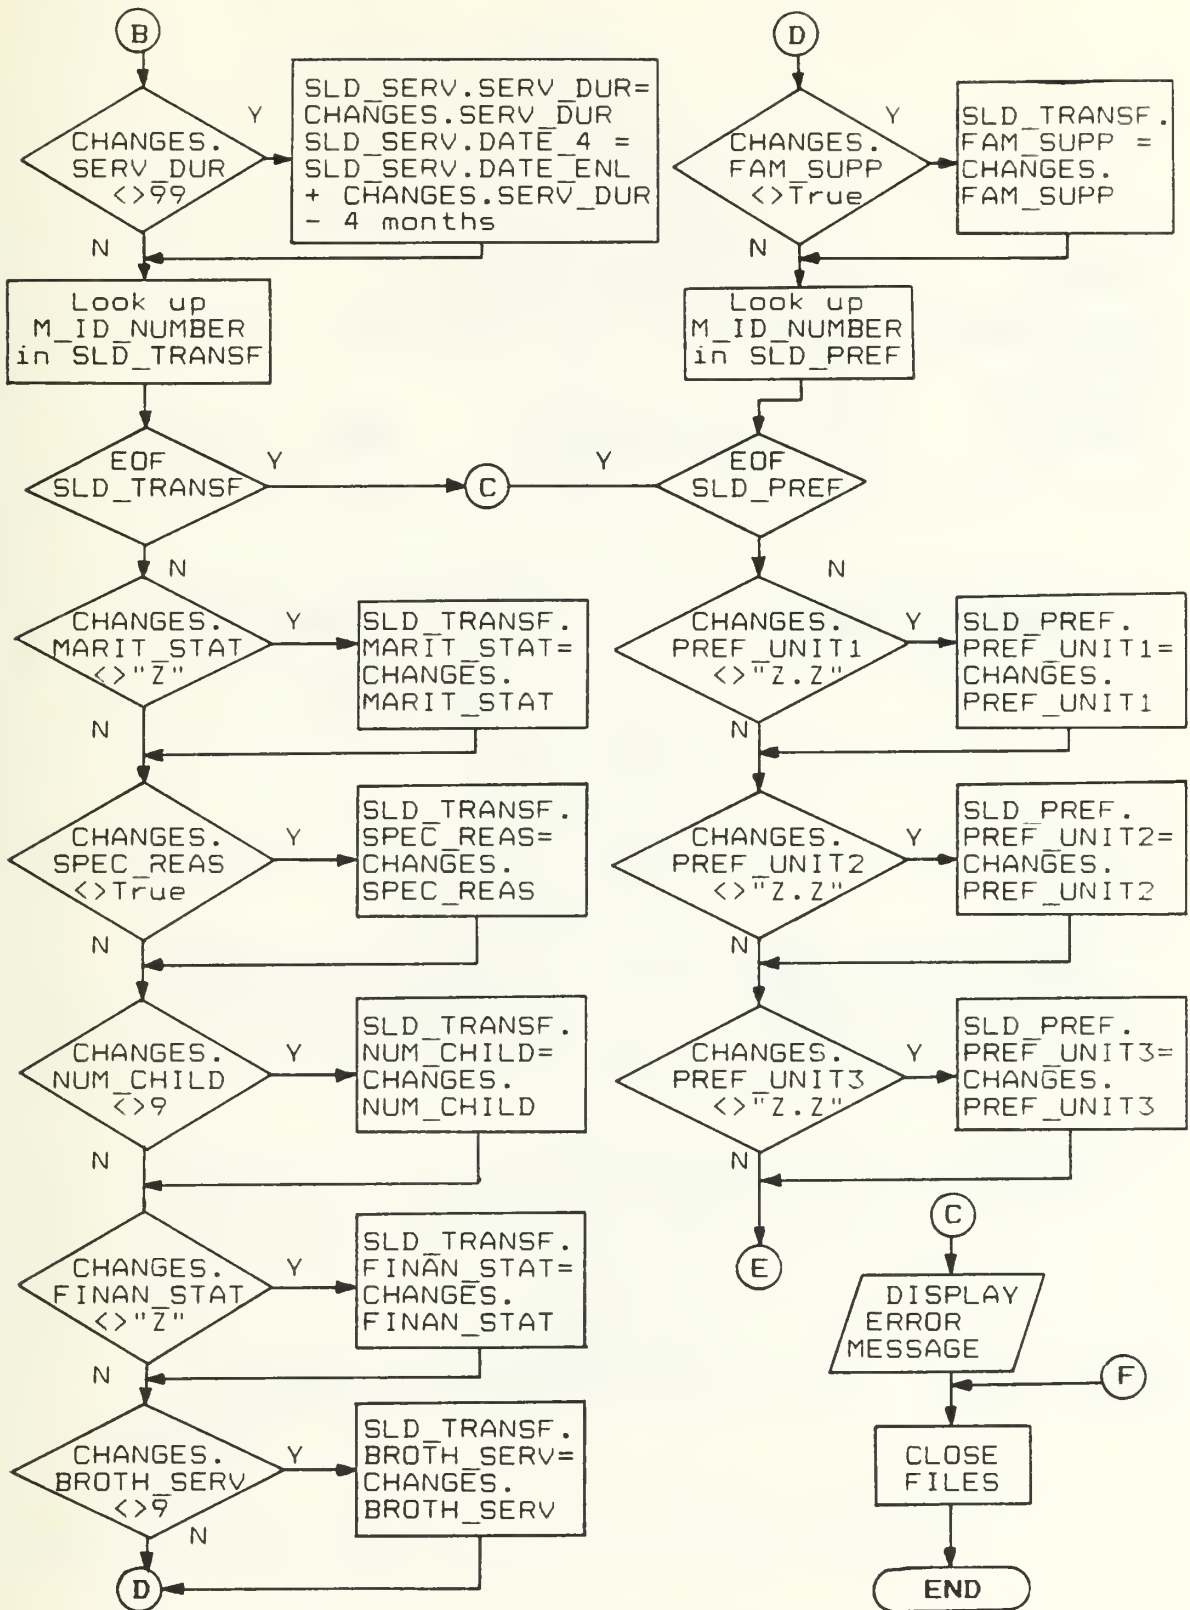 B
CHANGES.
SERV_DUR
<>99
Y
N
SLD_SERV.SERV_DUR=
CHANGES.SERV_DUR
SLD_SERV.DATE_4 =
SLD_SERV.DATE_ENL
+ CHANGES.SERV_DUR
- 4 months
Look up
M_ID_NUMBER
in SLD_TRANSF
EOF
SLD_TRANSF
Y
C
N
CHANGES.
MARIT_STAT
<>"Z"
Y
N
SLD_TRANSF.
MARIT_STAT=
CHANGES.
MARIT_STAT
CHANGES.
SPEC_REAS
<>True
Y
N
SLD_TRANSF.
SPEC_REAS=
CHANGES.
SPEC_REAS
CHANGES.
NUM_CHILD
<>9
Y
N
SLD_TRANSF.
NUM_CHILD=
CHANGES.
NUM_CHILD
CHANGES.
FINAN_STAT
<>"Z"
Y
N
SLD_TRANSF.
FINAN_STAT=
CHANGES.
FINAN_STAT
CHANGES.
BROTH_SERV
<>9
Y
N
SLD_TRANSF.
BROTH_SERV=
CHANGES.
BROTH_SERV
D
D
CHANGES.
FAM_SUPP
<>True
Y
N
SLD_TRANSF.
FAM_SUPP =
CHANGES.
FAM_SUPP
Look up
M_ID_NUMBER
in SLD_PREF
Y
EOF
SLD_PREF
N
CHANGES.
PREF_UNIT1
<>"Z.Z"
Y
N
SLD_PREF.
PREF_UNIT1=
CHANGES.
PREF_UNIT1
CHANGES.
PREF_UNIT2
<>"Z.Z"
Y
N
SLD_PREF.
PREF_UNIT2=
CHANGES.
PREF_UNIT2
CHANGES.
PREF_UNIT3
<>"Z.Z"
Y
N
SLD_PREF.
PREF_UNIT3=
CHANGES.
PREF_UNIT3
E
C
DISPLAY
ERROR
MESSAGE
F
CLOSE
FILES
END